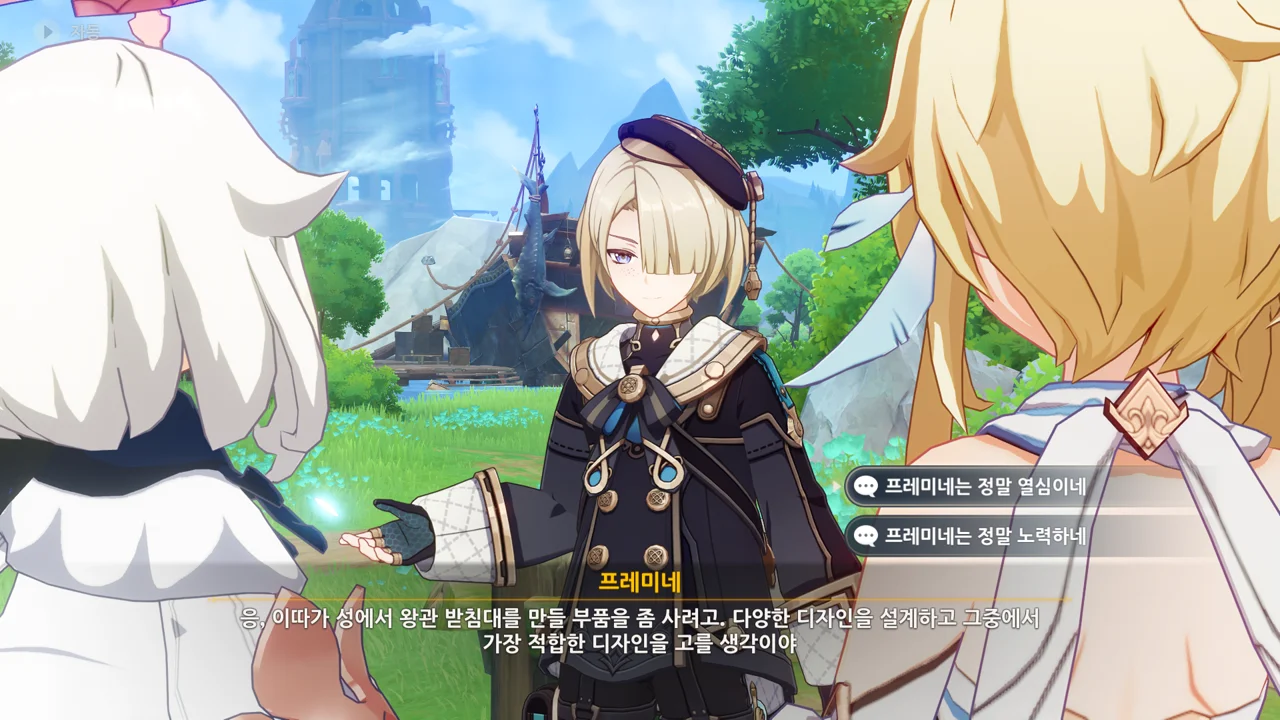 자동
프레미네는 정말 열심이네
프레미네는 정말 노력하네
프레미네
응, 이따가 성에서 왕관 받침대를 만들 부품을 좀 사려고. 다양한 디자인을 설계하고 그중에서
가장 적합한 디자인을 고를 생각이야